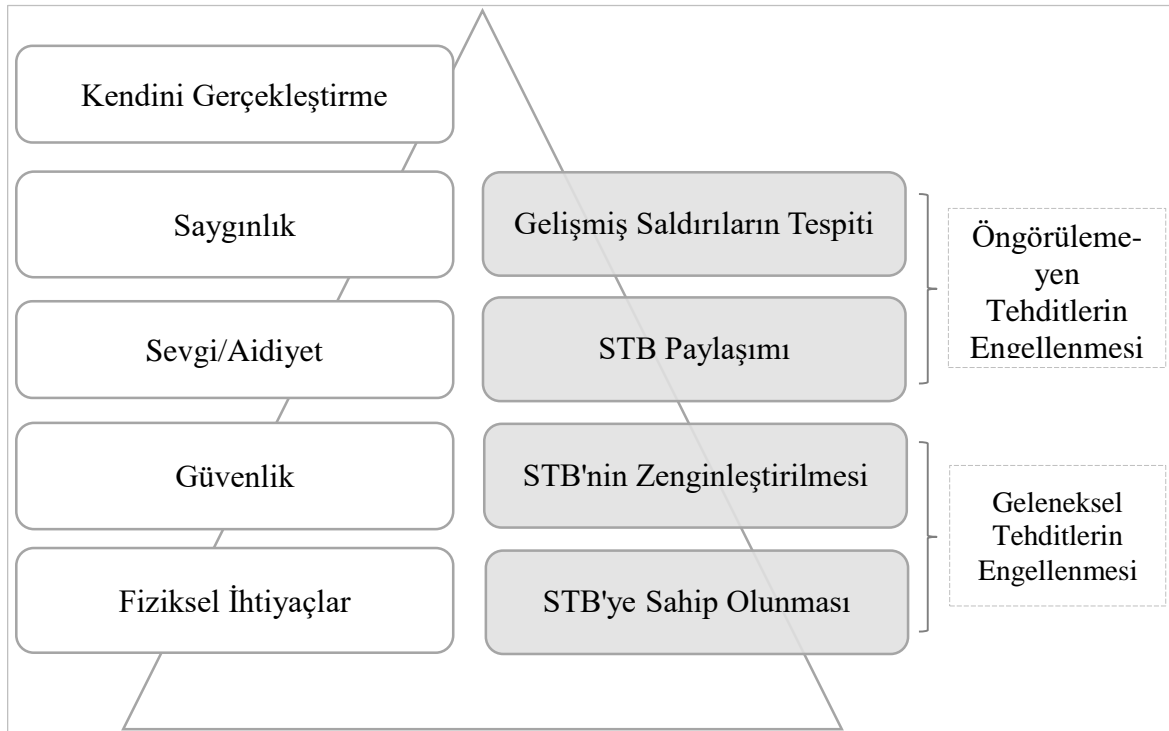 Kendini Gerçekleştirme
Saygınlık
Gelişmiş Saldırıların Tespiti
Sevgi/Aidiyet
STB Paylaşımı
Öngörüleme-
yen
Tehditlerin
Engellenmesi
Güvenlik
STB'nin Zenginleştirilmesi
Fiziksel İhtiyaçlar
STB'ye Sahip Olunması
Geleneksel
Tehditlerin
Engellenmesi